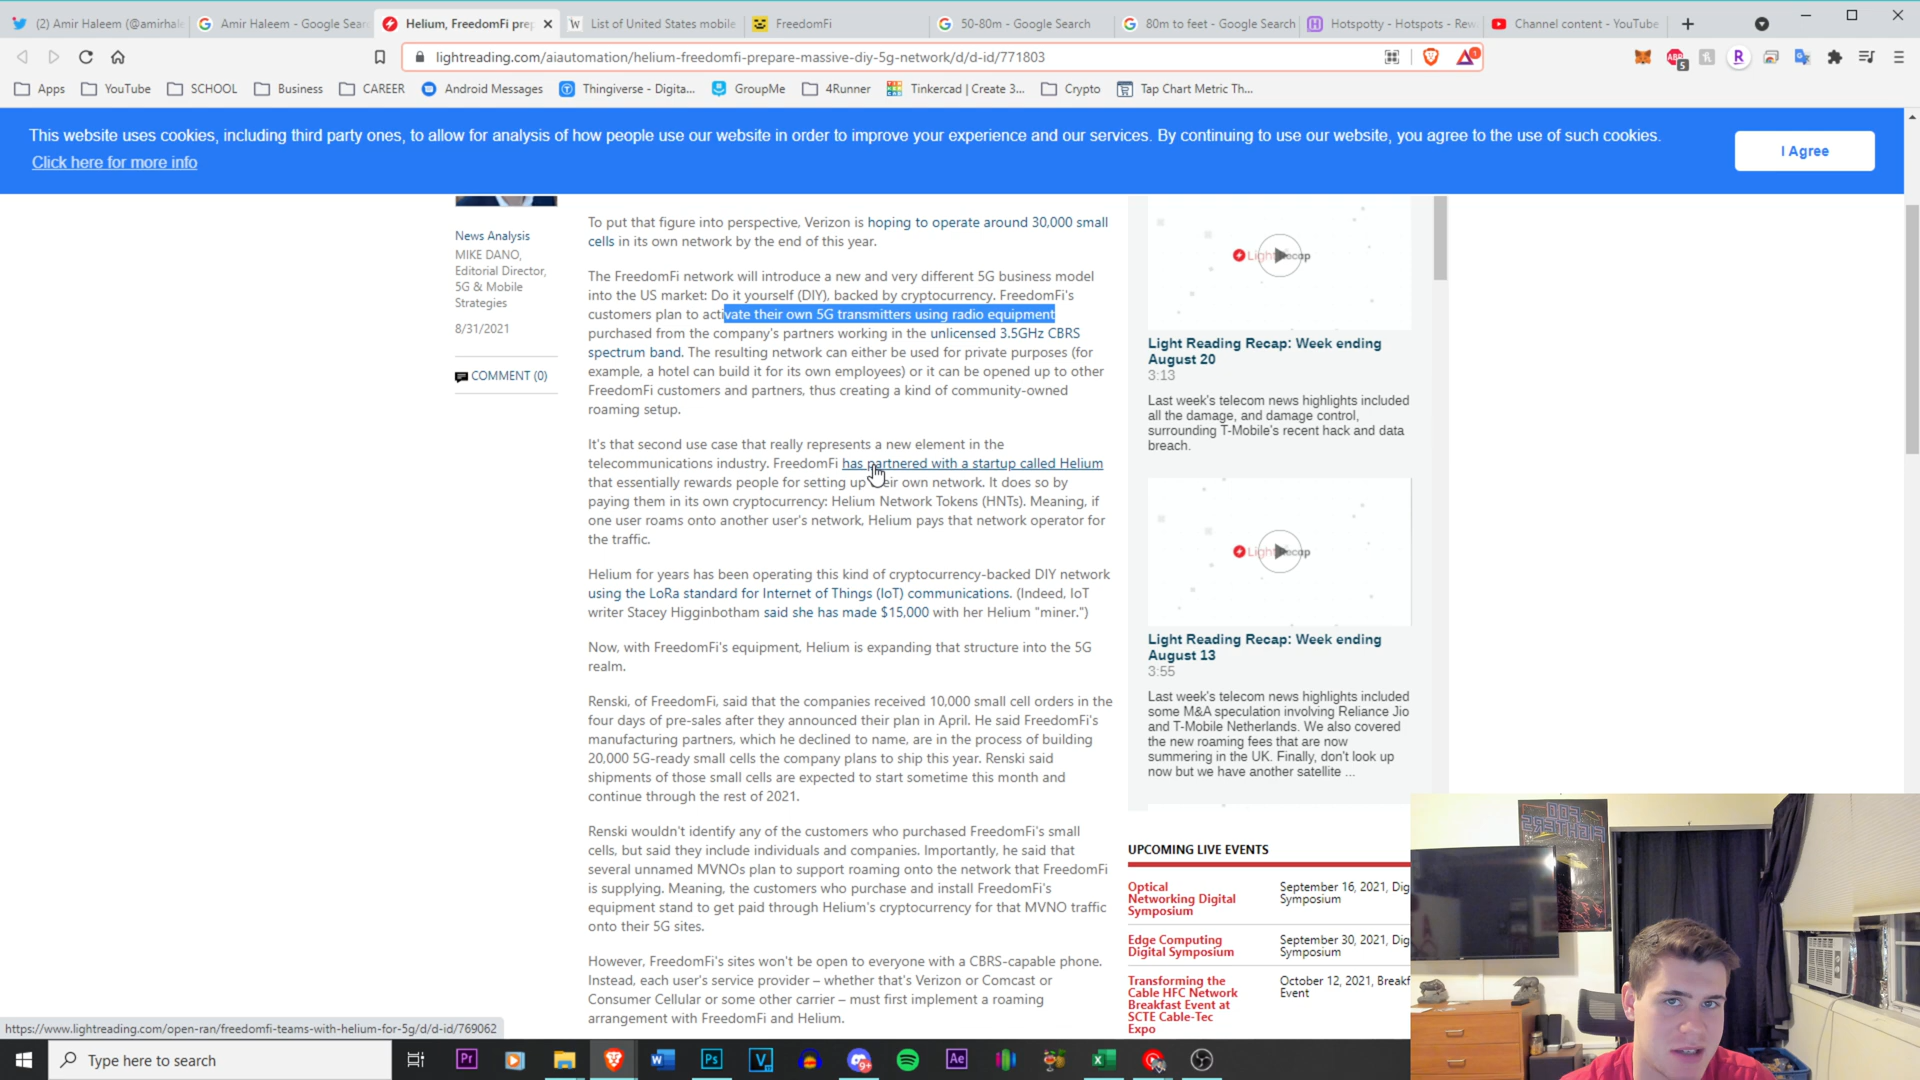 (2) Amir Haleem (@amirhal
Amir Haleem - Google Sear
Helium, FreedomFi prep
List of United States mobile
FreedomFi
50-80m - Google Search
80m to feet - Google Search
Hotspotty - Hotspots - Rew
Channel content - YouTube
lightreading.com/aiautomation/helium-freedomfi-prepare-massive-diy-5g-network/d/d-id/771803
Apps
YouTube
SCHOOL
Business
CAREER
Android Messages
Thingiverse - Digita...
GroupMe
4Runner
Tinkercad | Create 3...
Crypto
Tap Chart Metric Th...
This website uses cookies, including third party ones, to allow for analysis of how people use our website in order to improve your experience and our services. By continuing to use our website, you agree to the use of such cookies.
Click here for more info
I Agree
News Analysis
MIKE DANO,
Editorial Director,
5G & Mobile
Strategies
8/31/2021
COMMENT (0)
To put that figure into perspective, Verizon is hoping to operate around 30,000 small
cells in its own network by the end of this year.
The FreedomFi network will introduce a new and very different 5G business model
into the US market: Do it yourself (DIY), backed by cryptocurrency. FreedomFi's
customers plan to activate their own 5G transmitters using radio equipment
purchased from the company's partners working in the unlicensed 3.5GHz CBRS
spectrum band. The resulting network can either be used for private purposes (for
example, a hotel can build it for its own employees) or it can be opened up to other
FreedomFi customers and partners, thus creating a kind of community-owned
roaming setup.
It's that second use case that really represents a new element in the
telecommunications industry. FreedomFi has partnered with a startup called Helium
that essentially rewards people for setting up their own network. It does so by
paying them in its own cryptocurrency: Helium Network Tokens (HNTs). Meaning, if
one user roams onto another user's network, Helium pays that network operator for
the traffic.
Helium for years has been operating this kind of cryptocurrency-backed DIY network
using the LoRa standard for Internet of Things (IoT) communications. (Indeed, IoT
writer Stacey Higginbotham said she has made $15,000 with her Helium "miner.")
Now, with FreedomFi's equipment, Helium is expanding that structure into the 5G
realm.
Renski, of FreedomFi, said that the companies received 10,000 small cell orders in the
four days of pre-sales after they announced their plan in April. He said FreedomFi's
manufacturing partners, which he declined to name, are in the process of building
20,000 5G-ready small cells the company plans to ship this year. Renski said
shipments of those small cells are expected to start sometime this month and
continue through the rest of 2021.
Renski wouldn't identify any of the customers who purchased FreedomFi's small
cells, but said they include individuals and companies. Importantly, he said that
several unnamed MVNOs plan to support roaming onto the network that FreedomFi
is supplying. Meaning, the customers who purchase and install FreedomFi's
equipment stand to get paid through Helium's cryptocurrency for that MVNO traffic
onto their 5G sites.
However, FreedomFi's sites won't be open to everyone with a CBRS-capable phone.
Instead, each user's service provider – whether that's Verizon or Comcast or
Consumer Cellular or some other carrier – must first implement a roaming
arrangement with FreedomFi and Helium.
Light Reading Recap: Week ending
August 20
3:13
Last week's telecom news highlights included
all the damage, and damage control,
surrounding T-Mobile's recent hack and data
breach.
Light Reading Recap: Week ending
August 13
3:55
Last week's telecom news highlights included
some M&A speculation involving Reliance Jio
and T-Mobile Netherlands. We also covered
the new roaming fees that are now
summering in the UK. Finally, don't look up
now but we have another satellite ...
UPCOMING LIVE EVENTS
Optical
Networking Digital
Symposium
September 16, 2021, Dig
Symposium
Edge Computing
Digital Symposium
September 30, 2021, Dig
Symposium
Transforming the
Cable HFC Network
Breakfast Event at
SCTE Cable-Tec
Expo
October 12, 2021, Breakf
Event
FOO
FIGHTERS
https://www.lightreading.com/open-ran/freedomfi-teams-with-helium-for-5g/d/d-id/769062
Type here to search